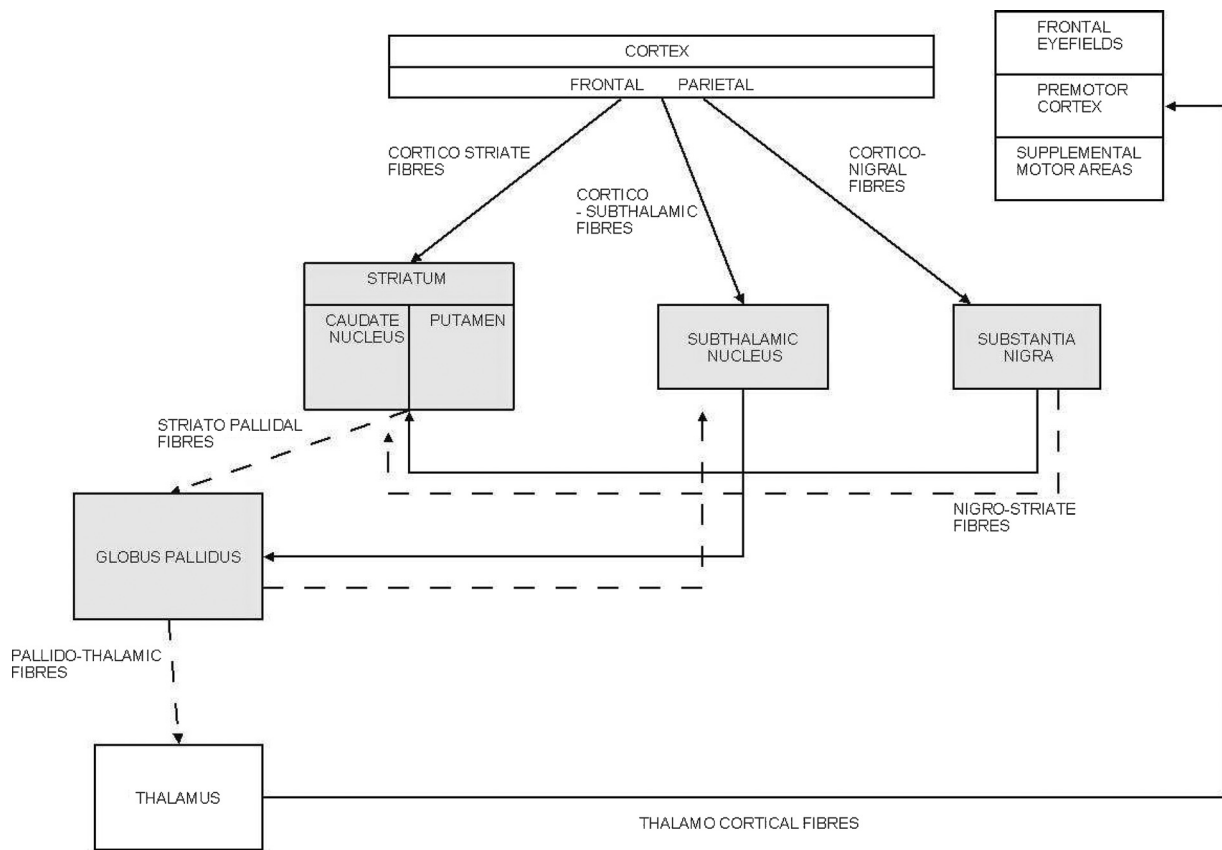 CORTEX
FRONTAL PARIETAL
FRONTAL
EYEFIELDS
PREMOTOR
CORTEX
SUPPLEMENTAL
MOTOR AREAS
CORTICO STRIATE
FIBRES
CORTICO
- SUBTHALAMIC
FIBRES
CORTICO-
NIGRAL
FIBRES
STRIATUM
CAUDATE
NUCLEUS
PUTAMEN
SUBTHALAMIC
NUCLEUS
SUBSTANTIA
NIGRA
STRIATO PALLIDAL
FIBRES
NIGRO-STRIATE
FIBRES
GLOBUS PALLIDUS
PALLIDO-THALAMIC
FIBRES
THALAMUS
THALAMO CORTICAL FIBRES